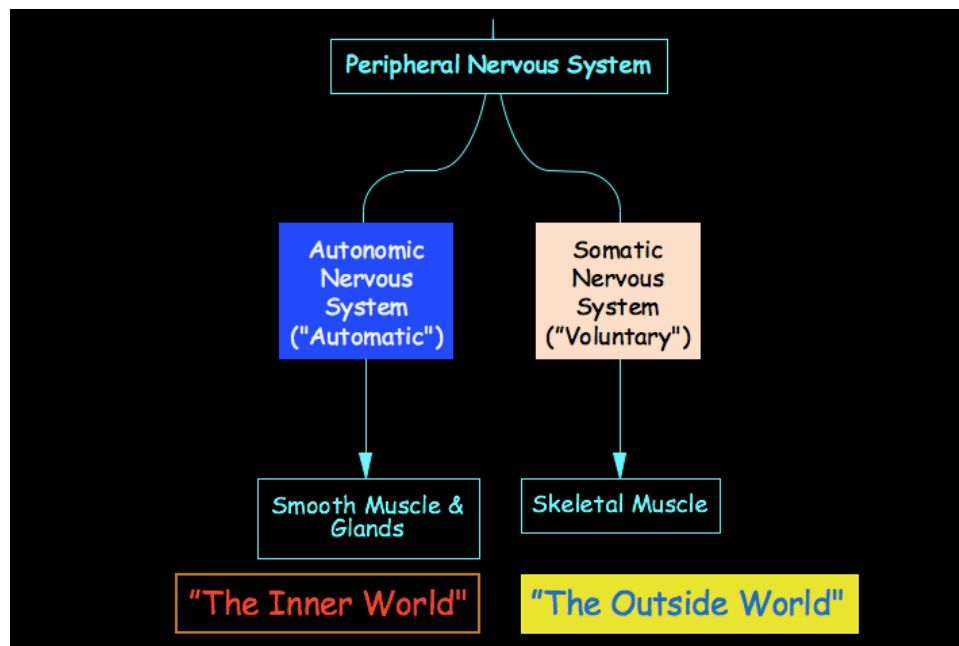 Peripheral Nervous System
Autonomic
Nervous
System
("Automatic")
Somatic
Nervous
System
("Voluntary")
Smooth Muscle &
Glands
Skeletal Muscle
"The Inner World"
"The Outside World"